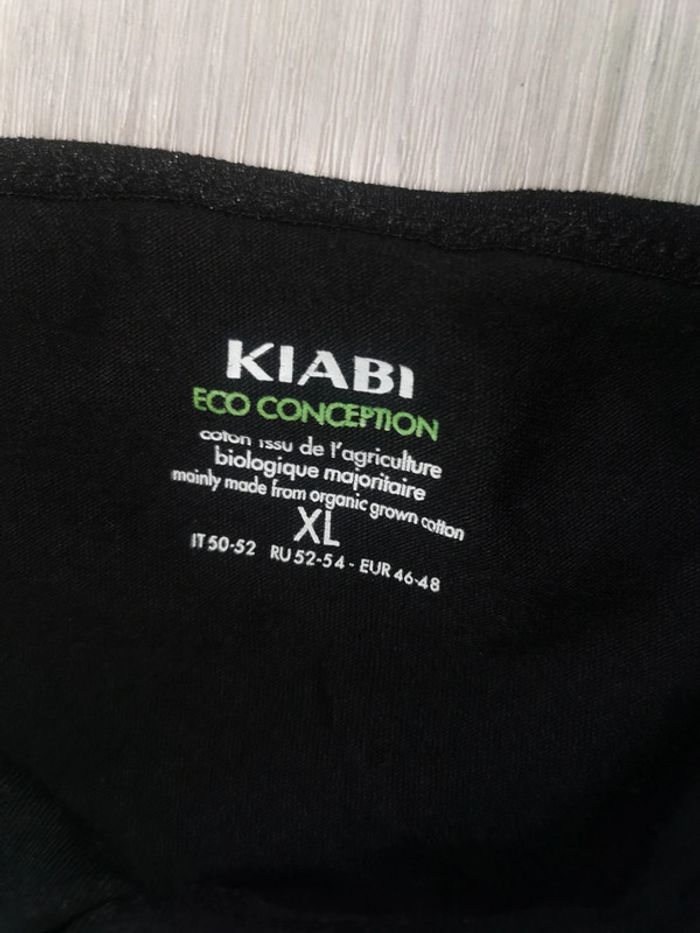 KIABI
ECO CONCEPTION
coton issu de l'agriculture
biologique majoritaire
mainly made from organic grown cotton
XL
IT 50-52 RU 52-54 - EUR 46-48